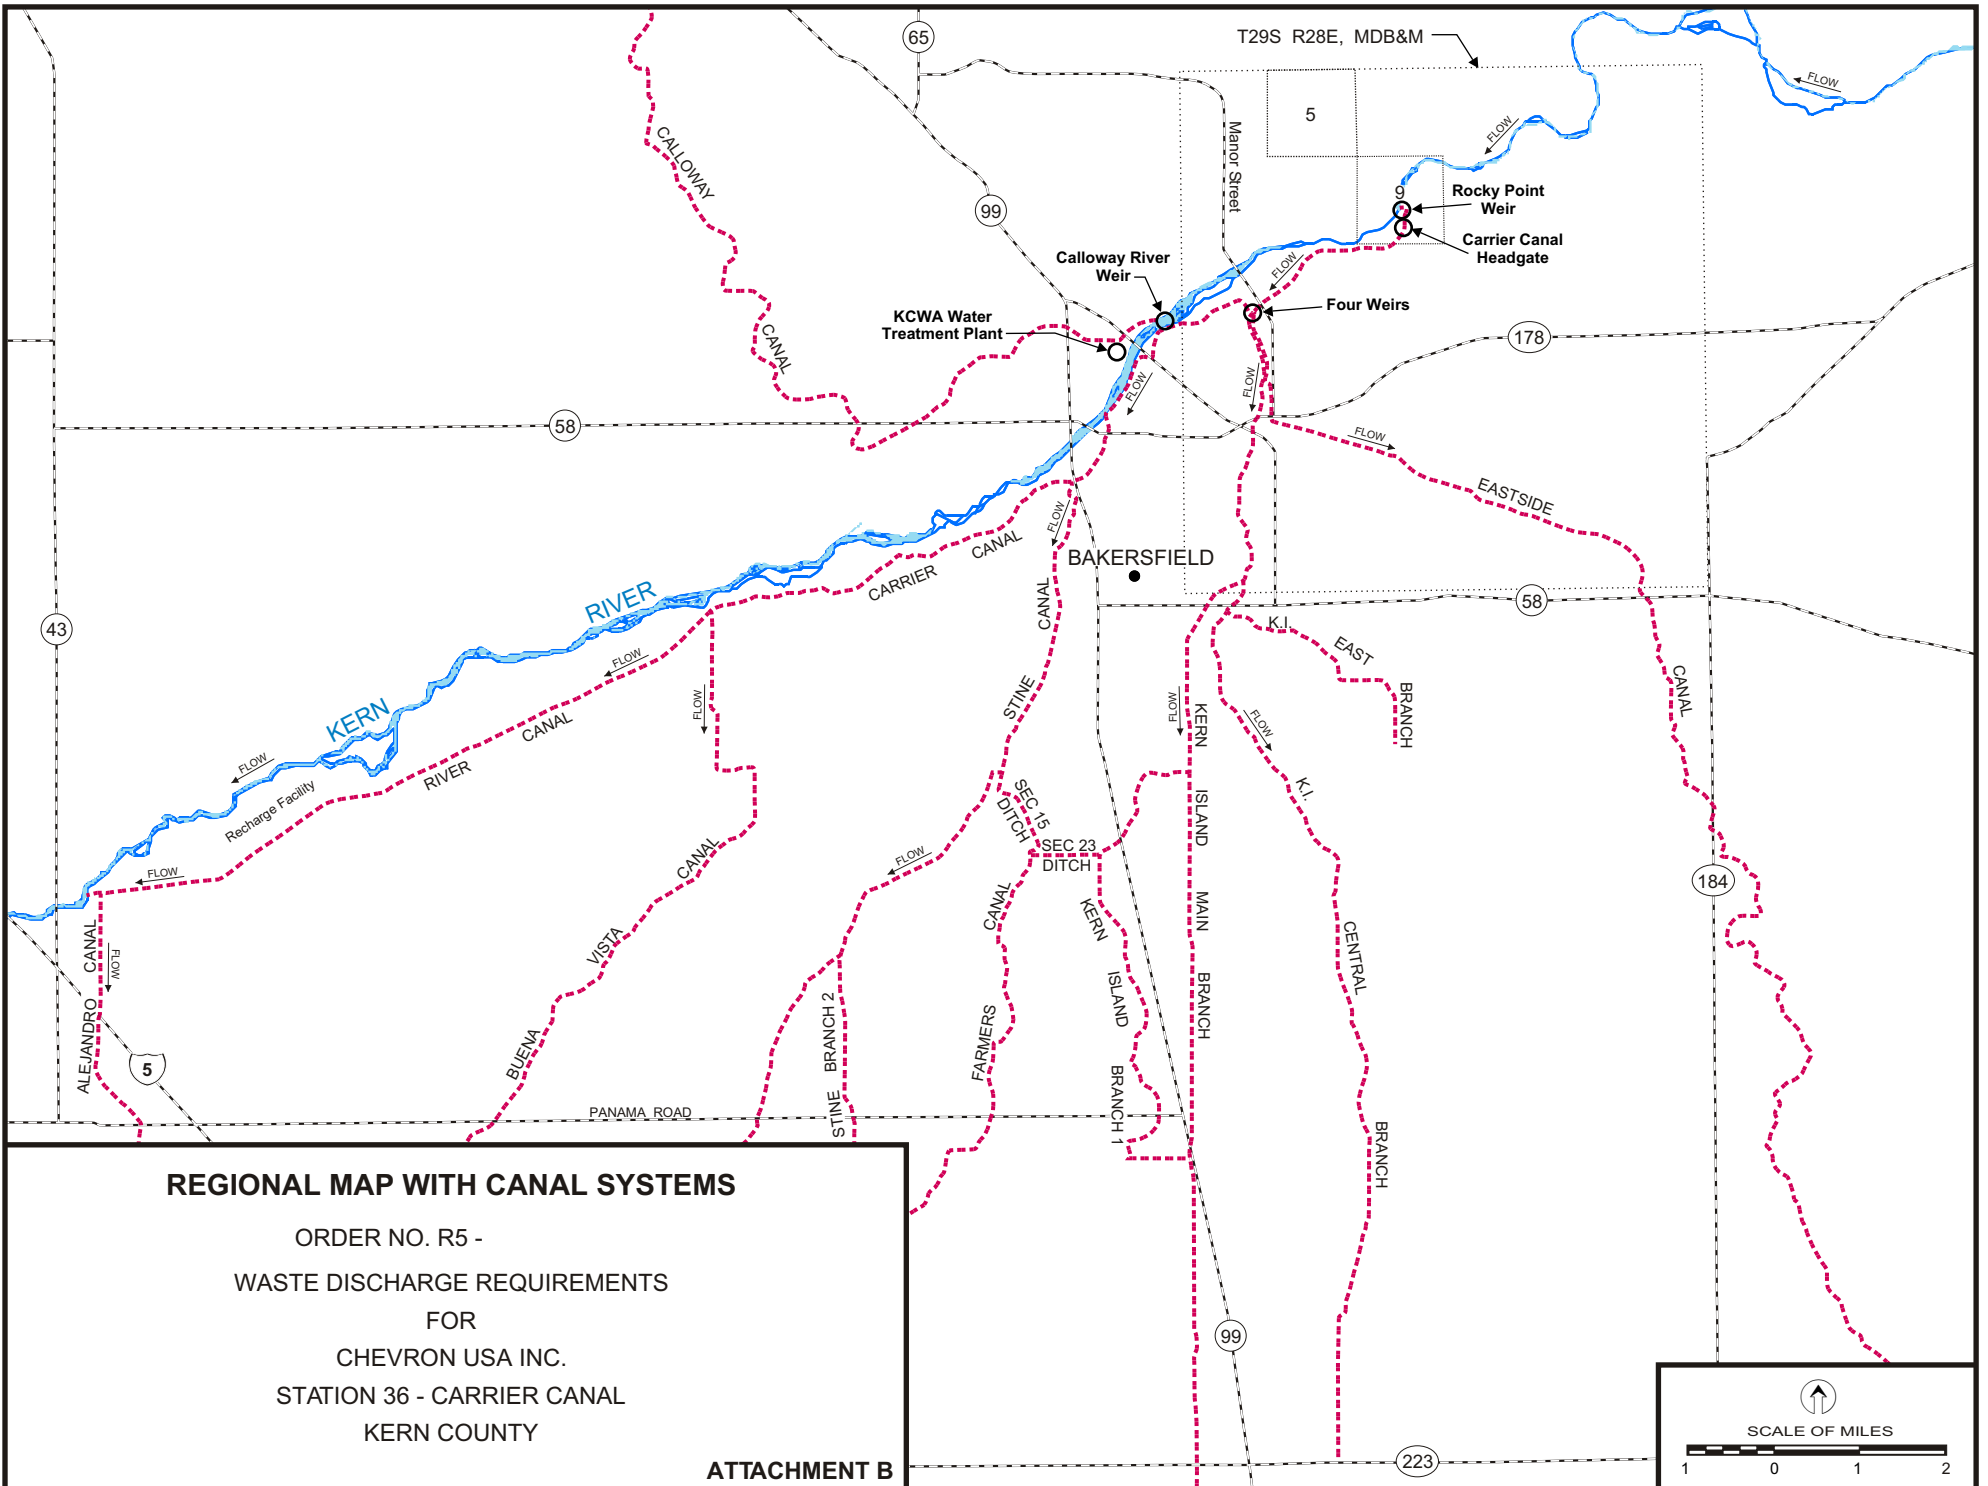 65
T29S R28E, MDB&M
FLOW
5
CALLOWAY
Manor Street
FLOW
9
Rocky Point
Weir
99
Carrier Canal
Headgate
Calloway River
Weir
FLOW
Four Weirs
KCWA Water
Treatment Plant
CANAL
178
FLOW
FLOW
58
FLOW
EASTSIDE
FLOW
CANAL
BAKERSFIELD
CARRIER
CANAL
RIVER
58
43
K.I.
EAST
BRANCH
FLOW
CANAL
STINE
FLOW
FLOW
KERN
FLOW
KERN
CANAL
FLOW
RIVER
Recharge Facility
K.I.
SEC 15
DITCH
ISLAND
SEC 23
DITCH
FLOW
CANAL
FLOW
184
CANAL
KERN
MAIN
CENTRAL
VISTA
CANAL
FLOW
ISLAND
BRANCH
BRANCH 2
ALEJANDRO
BUENA
FARMERS
5
BRANCH 1
STINE
PANAMA ROAD
BRANCH
REGIONAL MAP WITH CANAL SYSTEMS
ORDER NO. R5 -
WASTE DISCHARGE REQUIREMENTS
FOR
CHEVRON USA INC.
STATION 36 - CARRIER CANAL
KERN COUNTY
ATTACHMENT B
99
223
SCALE OF MILES
1 0 1 2